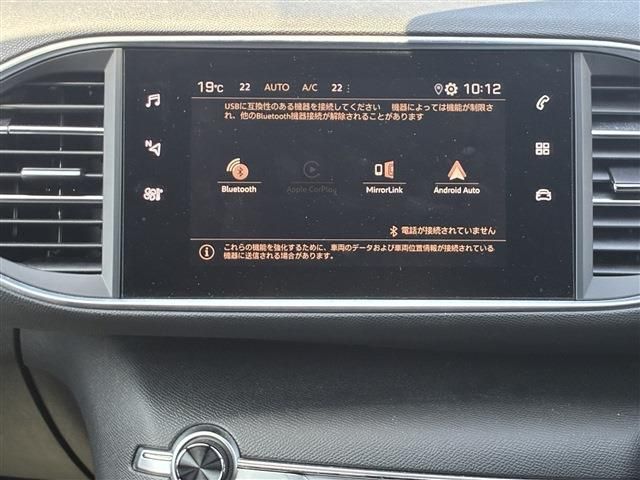 19℃ 22 AUTO A/C 22 10:12
USBに互換性のある機器を接続してください 機器によっては機能が制限さ
れ、他のBluetooth機器接続が解除されることがあります
N
Bluetooth Apple CarPlay MirrorLink Android Auto
電話が接続されていません
これらの機能を強化するために、車両のデータおよび車両位置情報が接続されている
機器に送信される場合があります。